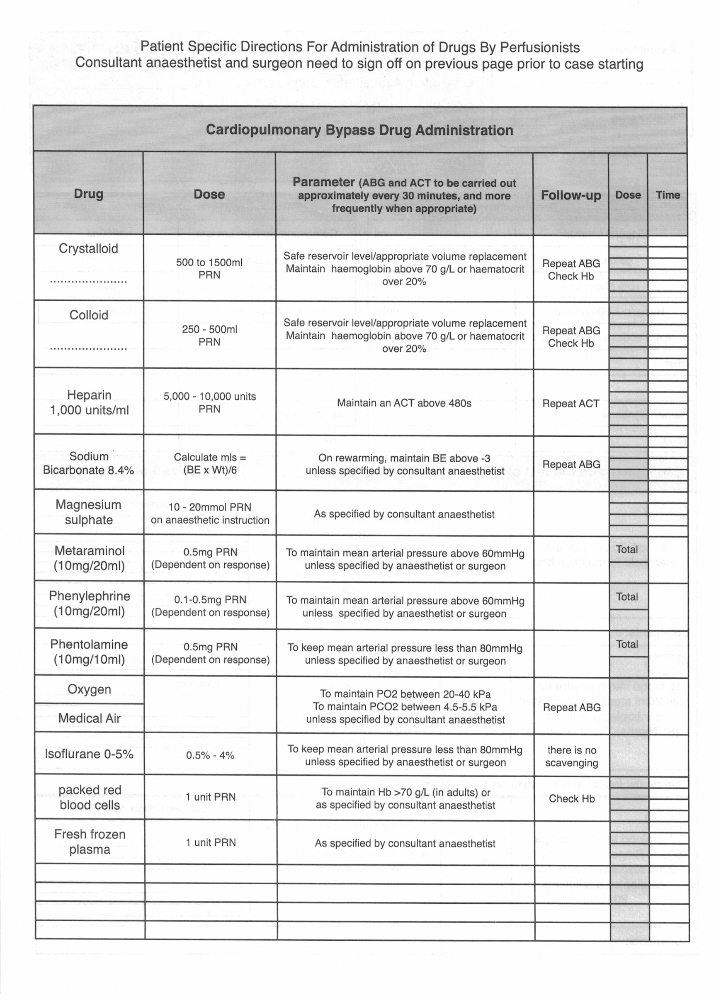 Patient Specific Directions For Administration of Drugs By Perfusionists
Consultant anaesthetist and surgeon need to sign off on previous page prior to case starting
Cardiopulmonary Bypass Drug Administration
Drug
Dose
Parameter (ABG and ACT to be carried out
approximately every 30 minutes, and more
frequently when appropriate)
Follow-up
Dose
Time
Crystalloid
......................
500 to 1500ml
PRN
Safe reservoir level/appropriate volume replacement
Maintain haemoglobin above 70 g/L or haematocrit
over 20%
Repeat ABG
Check Hb
Colloid
......................
250 - 500ml
PRN
Safe reservoir level/appropriate volume replacement
Maintain haemoglobin above 70 g/L or haematocrit
over 20%
Repeat ABG
Check Hb
Heparin
1,000 units/ml
5,000 - 10,000 units
PRN
Maintain an ACT above 480s
Repeat ACT
Sodium
Bicarbonate 8.4%
Calculate mls =
(BE x Wt)/6
On rewarming, maintain BE above -3
unless specified by consultant anaesthetist
Repeat ABG
Magnesium
sulphate
10 - 20mmol PRN
on anaesthetic instruction
As specified by consultant anaesthetist
Metaraminol
(10mg/20ml)
0.5mg PRN
(Dependent on response)
To maintain mean arterial pressure above 60mmHg
unless specified by anaesthetist or surgeon
Total
Phenylephrine
(10mg/20ml)
0.1-0.5mg PRN
(Dependent on response)
To maintain mean arterial pressure above 60mmHg
unless specified by anaesthetist or surgeon
Total
Phentolamine
(10mg/10ml)
0.5mg PRN
(Dependent on response)
To keep mean arterial pressure less than 80mmHg
unless specified by anaesthetist or surgeon
Total
Oxygen
Medical Air
To maintain PO2 between 20-40 kPa
To maintain PCO2 between 4.5-5.5 kPa
unless specified by consultant anaesthetist
Repeat ABG
Isoflurane 0-5%
0.5% - 4%
To keep mean arterial pressure less than 80mmHg
unless specified by anaesthetist or surgeon
there is no
scavenging
packed red
blood cells
1 unit PRN
To maintain Hb >70 g/L (in adults) or
as specified by consultant anaesthetist
Check Hb
Fresh frozen
plasma
1 unit PRN
As specified by consultant anaesthetist